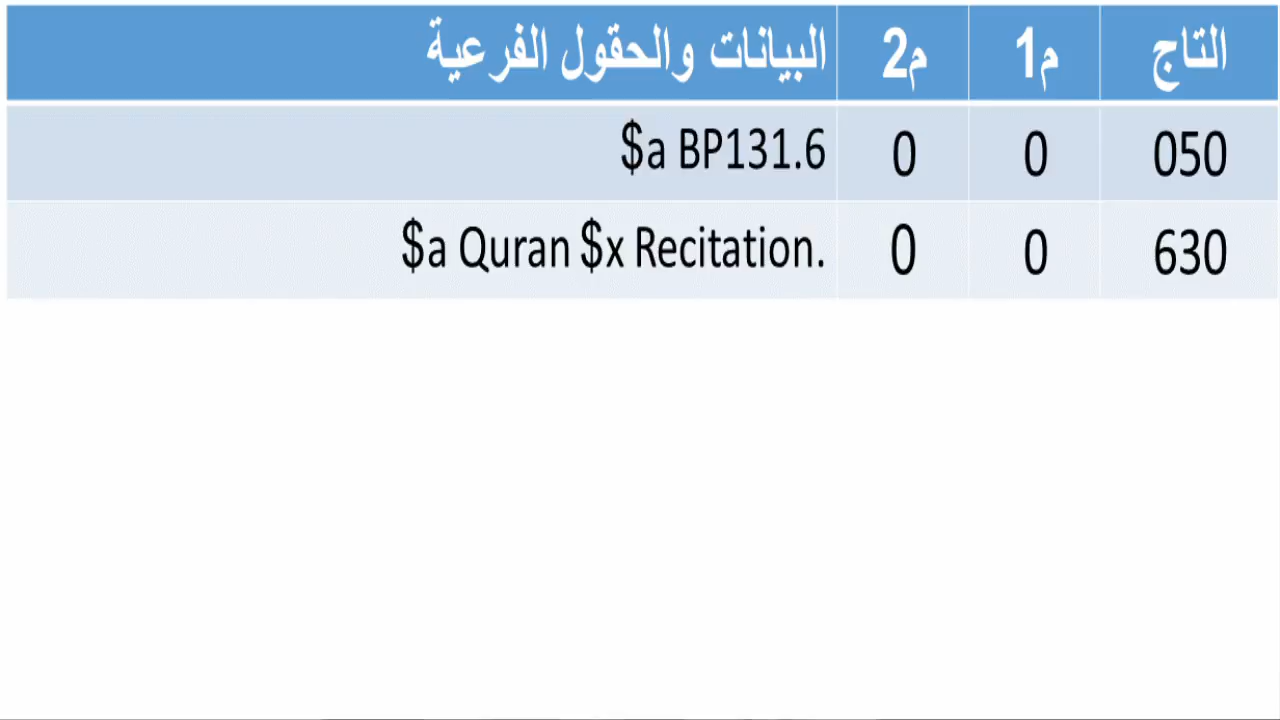 التاج م1 م2 البيانات والحقول الفرعية
050 0 0 $a BP131.6
630 0 0 $a Quran $x Recitation.